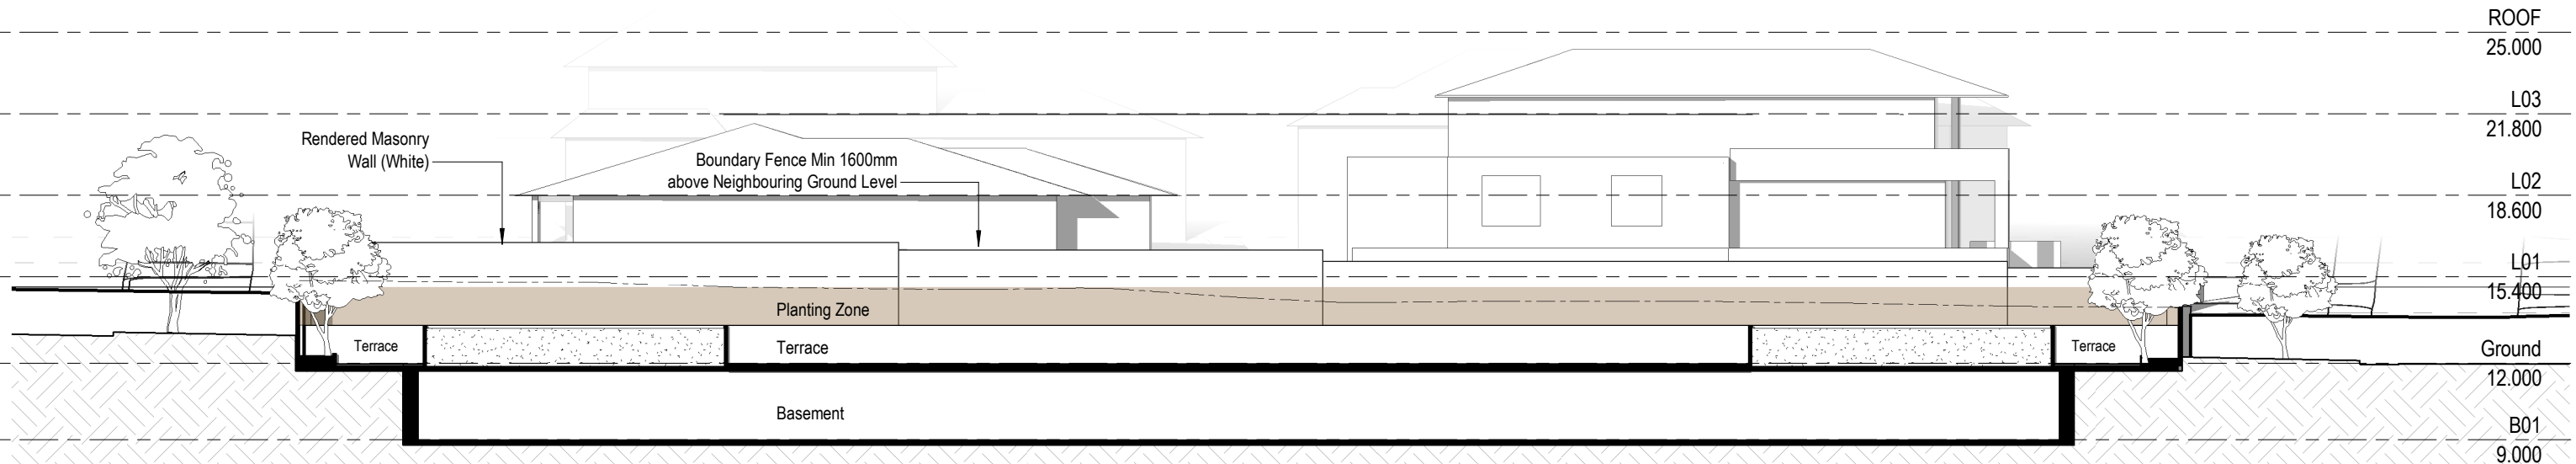 ROOF
25.000
L03
21.800
Rendered Masonry
Wall (White)
Boundary Fence Min 1600mm
above Neighbouring Ground Level
L02
18.600
L01
15.400
Planting Zone
Terrace
Terrace
Terrace
Ground
12.000
Basement
B01
9.000